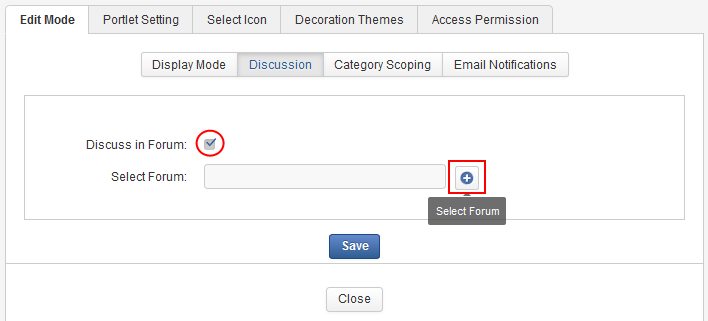 Edit Mode Portlet Setting Select Icon Decoration Themes Access Permission
Display Mode Discussion Category Scoping Email Notifications
Discuss in Forum:
Select Forum:
Select Forum
Save
Close